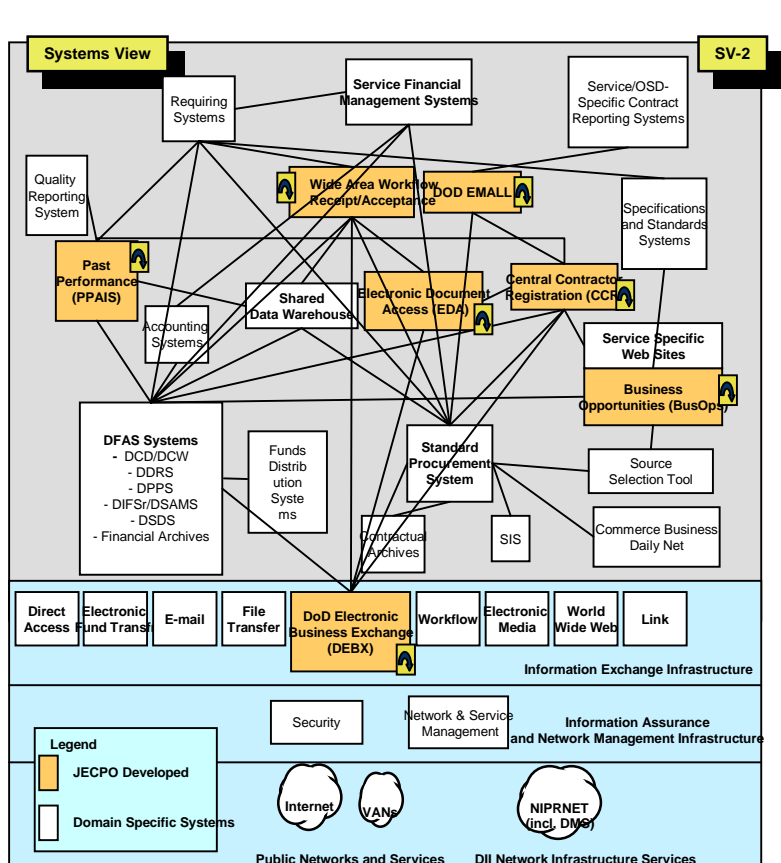 Systems View
SV-2
Requiring
Systems
Service Financial
Management Systems
Service/OSD-
Specific Contract
Reporting Systems
Quality
Reporting
System
Wide Area Workflow
Receipt/Acceptance
DOD EMALL
Specifications
and Standards
Systems
Past
Performance
(PPAIS)
Shared
Data Warehouse
Electronic Document
Access (EDA)
Central Contractor
Registration (CCR)
Accounting
Systems
Service Specific
Web Sites
Business
Opportunities (BusOps)
DFAS Systems
- DCD/DCW
- DDRS
- DPPS
- DIFSr/DSAMS
- DSDS
- Financial Archives
Funds
Distrib
ution
Syste
ms
Standard
Procurement
System
Source
Selection Tool
Contractual
Archives
SIS
Commerce Business
Daily Net
Direct
Access
Electronic
Fund Transf
E-mail
File
Transfer
DoD Electronic
Business Exchange
(DEBX)
Workflow
Electronic
Media
World
Wide Web
Link
Information Exchange Infrastructure
Security
Network & Service
Management
Information Assurance
and Network Management Infrastructure
Legend
JECPO Developed
Domain Specific Systems
Internet
VANs
NIPRNET
(incl. DMS)
Public Networks and Services
DII Network Infrastructure Services